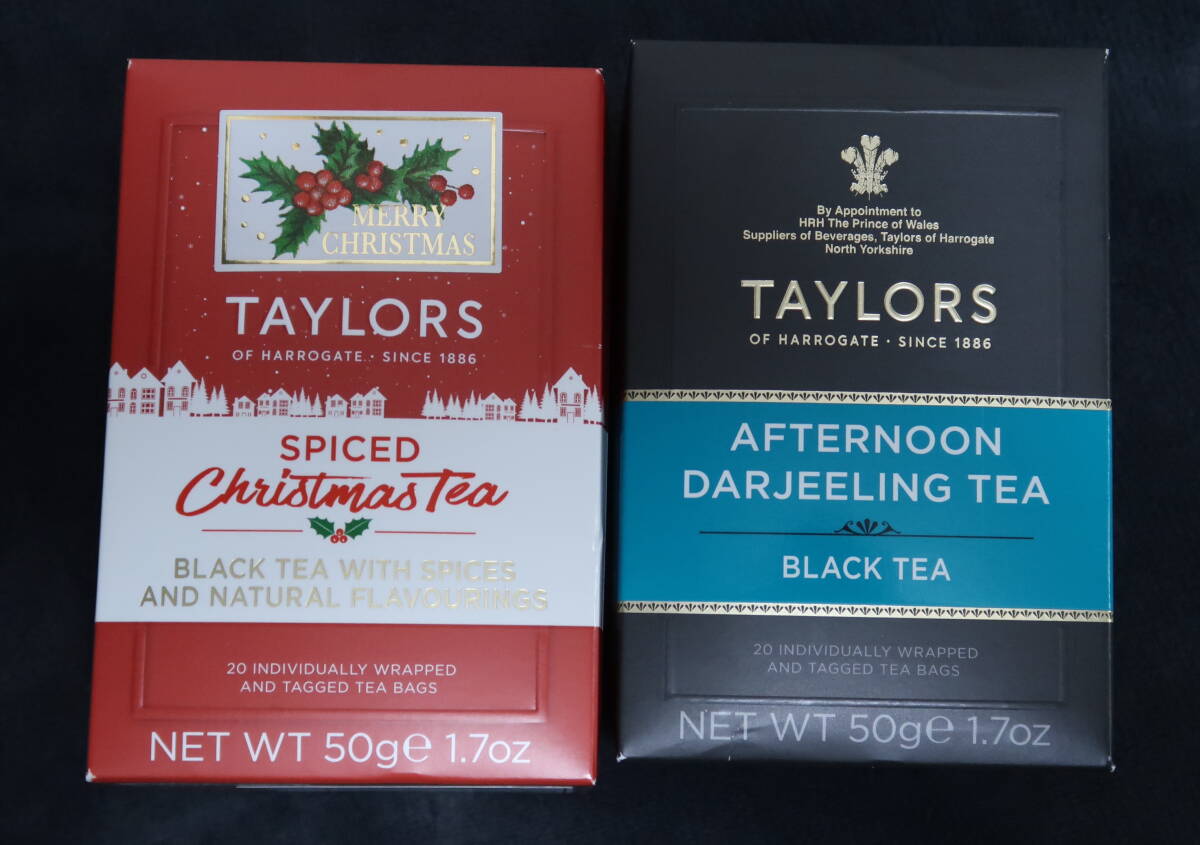 MERRY
CHRISTMAS
TAYLORS
OF HARROGATE · SINCE 1886
SPICED
Christmas Tea
BLACK TEA WITH SPICES
AND NATURAL FLAVOURINGS
20 INDIVIDUALLY WRAPPED
AND TAGGED TEA BAGS
NET WT 50g℮ 1.7oz
By Appointment to
HRH The Prince of Wales
Suppliers of Beverages, Taylors of Harrogate
North Yorkshire
TAYLORS
OF HARROGATE · SINCE 1886
AFTERNOON
DARJEELING TEA
BLACK TEA
20 INDIVIDUALLY WRAPPED
AND TAGGED TEA BAGS
NET WT 50g℮ 1.7oz